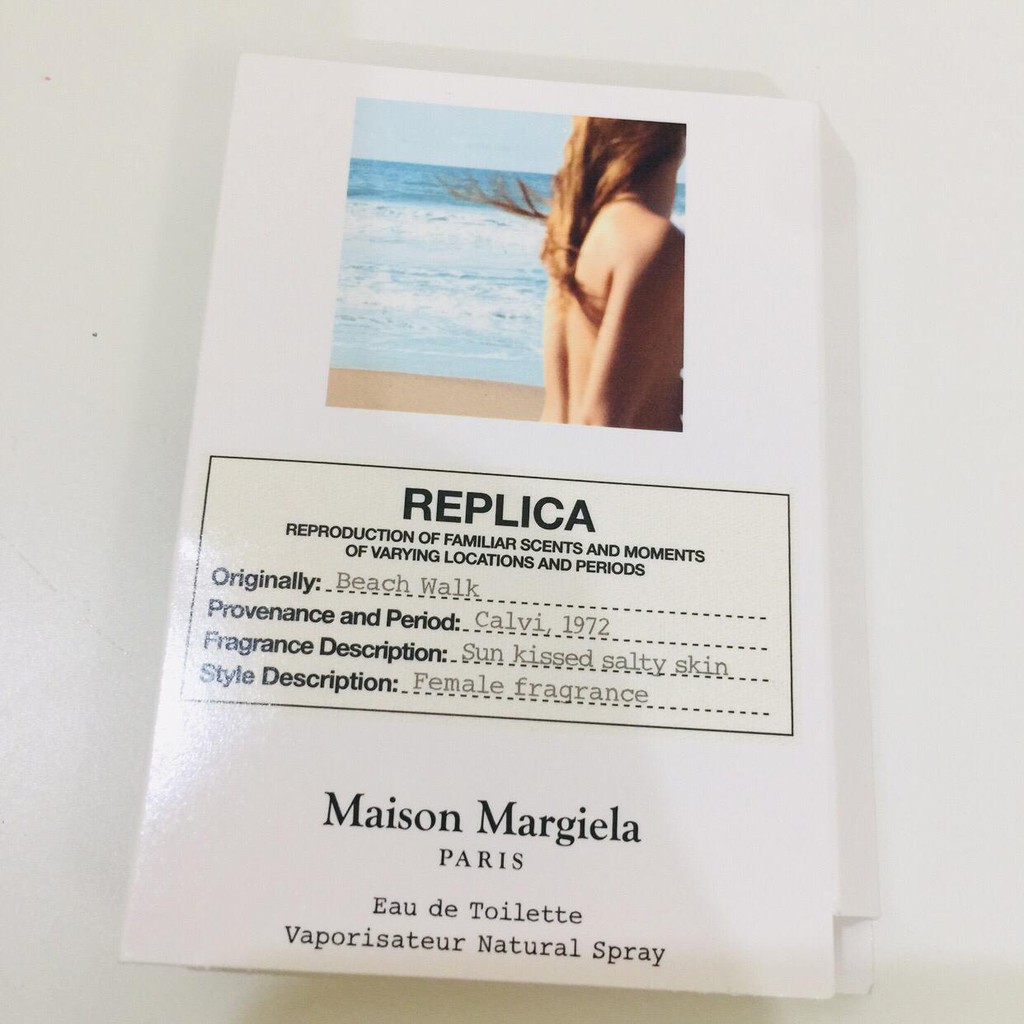 REPLICA
REPRODUCTION OF FAMILIAR SCENTS AND MOMENTS
OF VARYING LOCATIONS AND PERIODS
Originally: Beach Walk
Provenance and Period: Calvi, 1972
Fragrance Description: Sun kissed salty skin
Style Description: Female fragrance
Maison Margiela
PARIS
Eau de Toilette
Vaporisateur Natural Spray